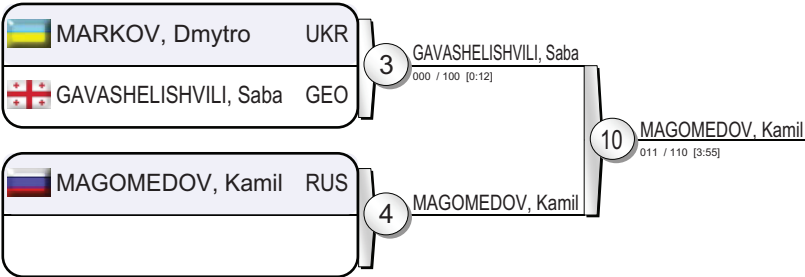 MARKOV, Dmytro UKR
GAVASHELISHVILI, Saba GEO
3
GAVASHELISHVILI, Saba
000 / 100 [0:12]
MAGOMEDOV, Kamil RUS
4
MAGOMEDOV, Kamil
10
MAGOMEDOV, Kamil
011 / 110 [3:55]